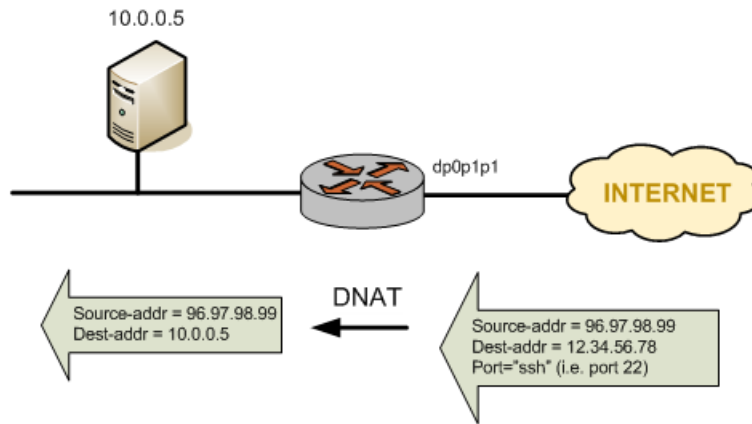 10.0.0.5
dp0p1p1
INTERNET
DNAT
Source-addr = 96.97.98.99
Dest-addr = 10.0.0.5
Source-addr = 96.97.98.99
Dest-addr = 12.34.56.78
Port="ssh" (i.e. port 22)